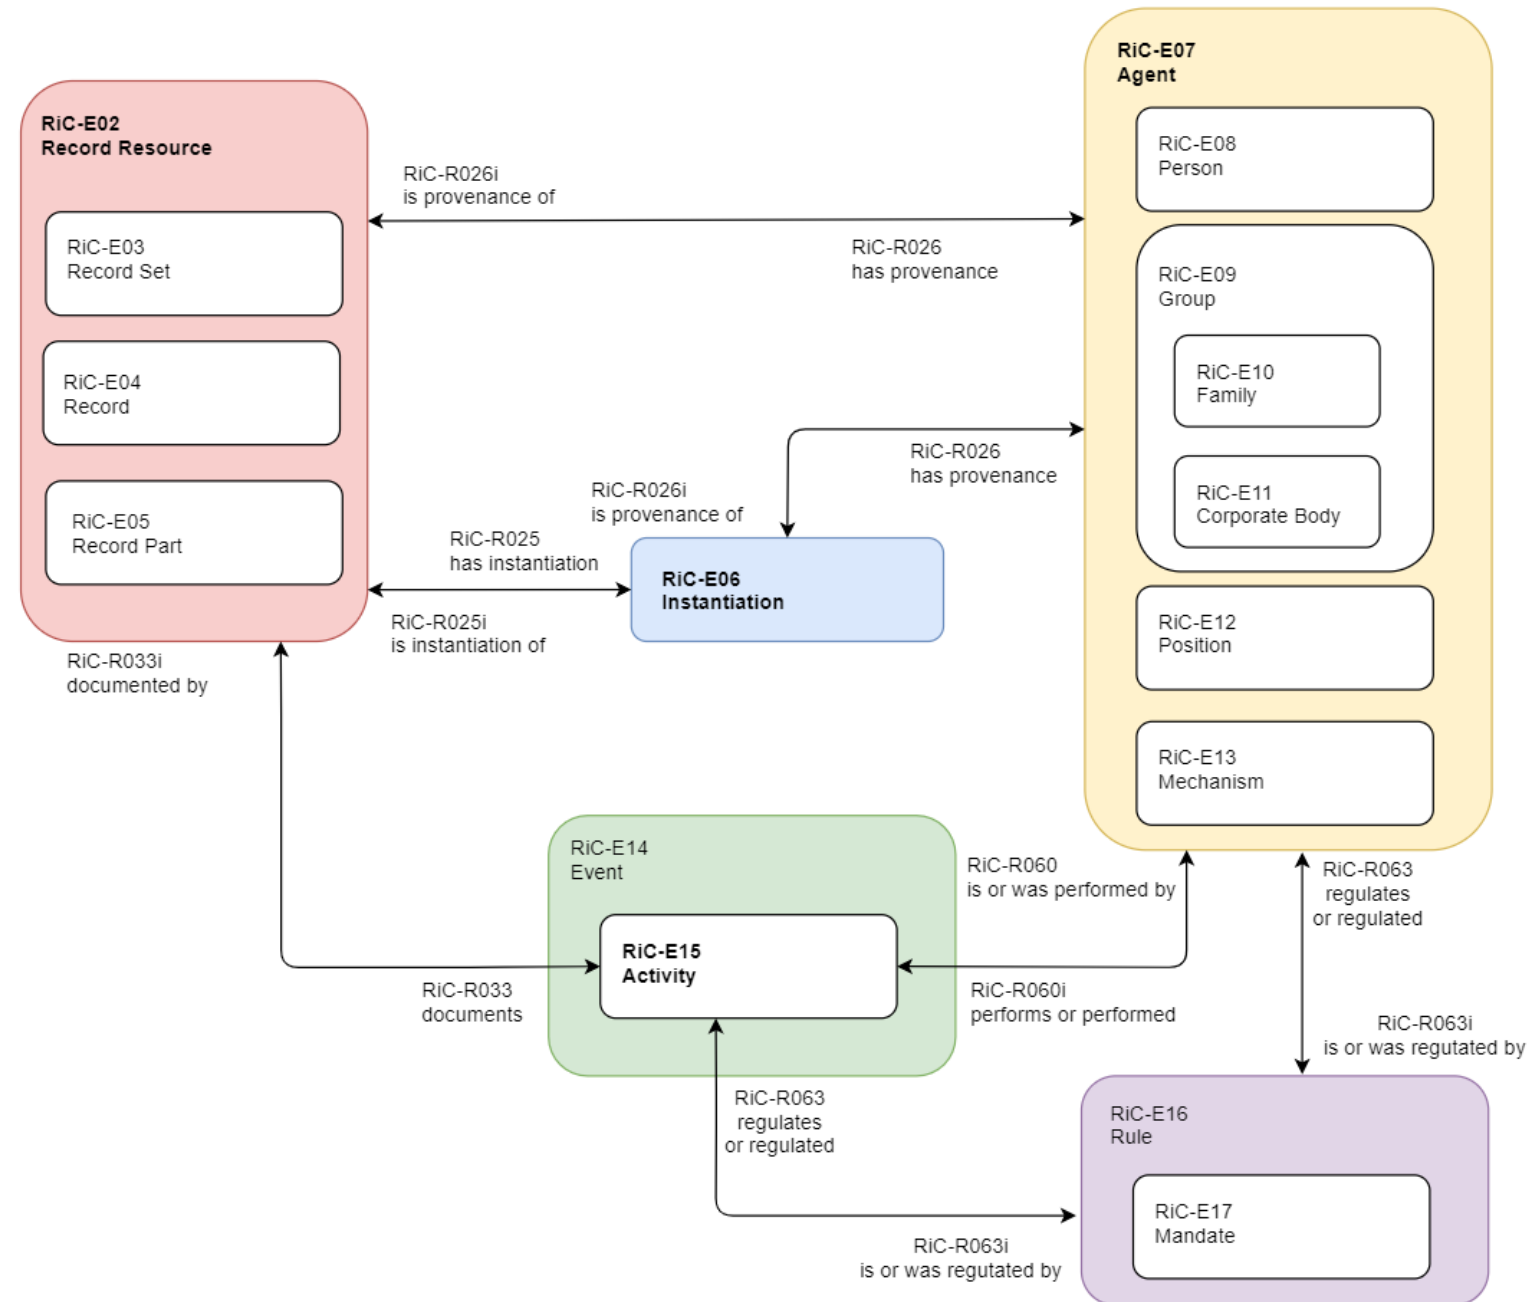 RiC-E07
Agent
RiC-E02
Record Resource
RiC-E08
Person
RiC-R026i
is provenance of
RiC-E03
Record Set
RiC-R026
has provenance
RiC-E09
Group
RiC-E04
Record
RiC-E10
Family
RiC-R026
has provenance
RiC-R026i
is provenance of
RiC-E11
Corporate Body
RiC-E05
Record Part
RiC-R025
has instantiation
RiC-E06
Instantiation
RiC-R025i
is instantiation of
RiC-E12
Position
RiC-R033i
documented by
RiC-E13
Mechanism
RiC-E14
Event
RiC-R060
is or was performed by
RiC-R063
regulates
or regulated
RiC-E15
Activity
RiC-R033
documents
RiC-R060i
performs or performed
RiC-R063i
is or was regutated by
RiC-R063
regulates
or regulated
RiC-E16
Rule
RiC-E17
Mandate
RiC-R063i
is or was regutated by